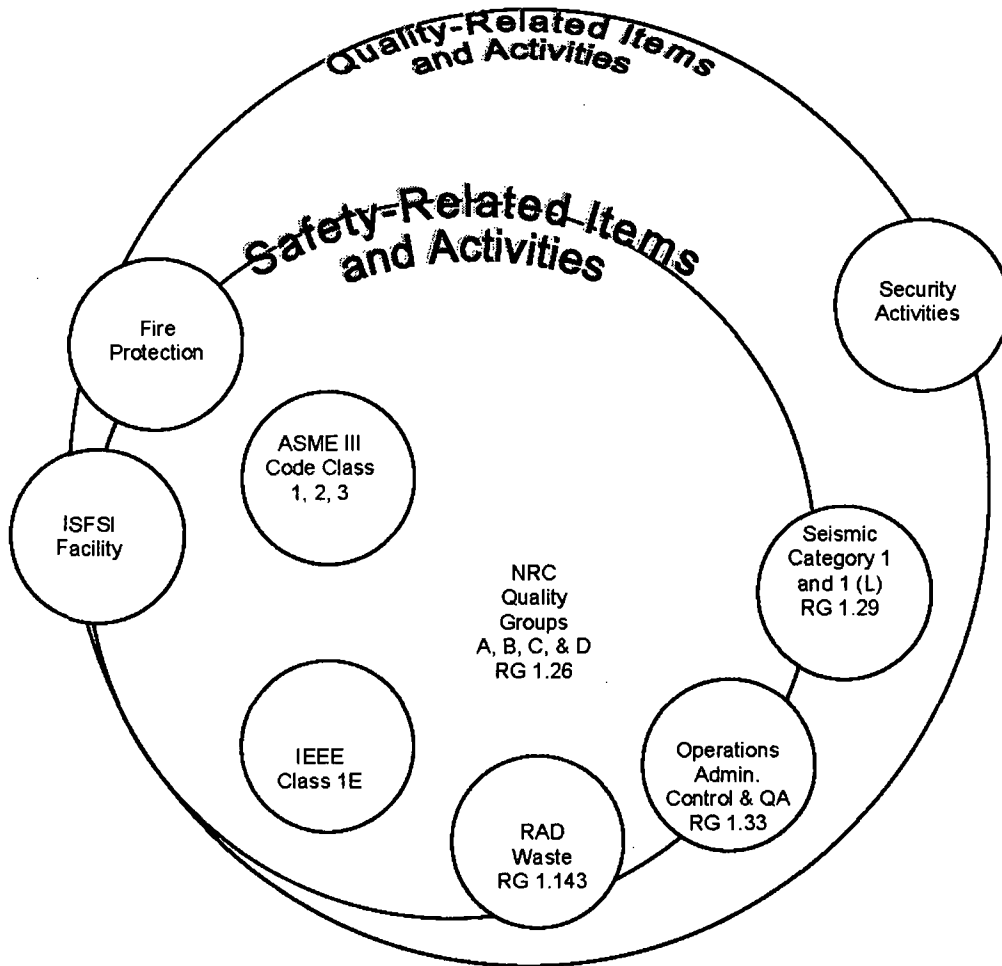 Quality-Related Items
and Activities
Safety-Related Items
and Activities
Security
Activities
Fire
Protection
ASME III
Code Class
1, 2, 3
ISFSI
Facility
Seismic
Category 1
and 1 (L)
RG 1.29
NRC
Quality
Groups
A, B, C, & D
RG 1.26
IEEE
Class 1E
Operations
Admin.
Control & QA
RG 1.33
RAD
Waste
RG 1.143